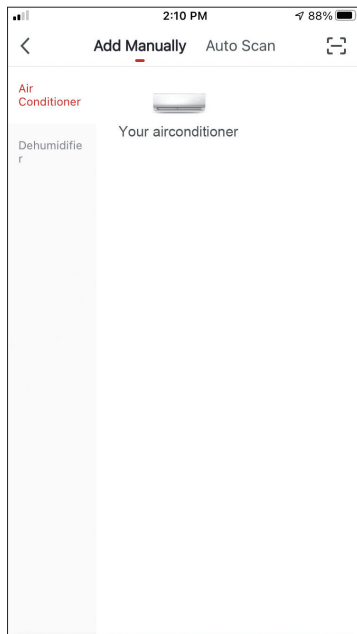 2:10 PM
88%
Add Manually
Auto Scan
Air
Conditioner
Dehumidifie
r
Your airconditioner